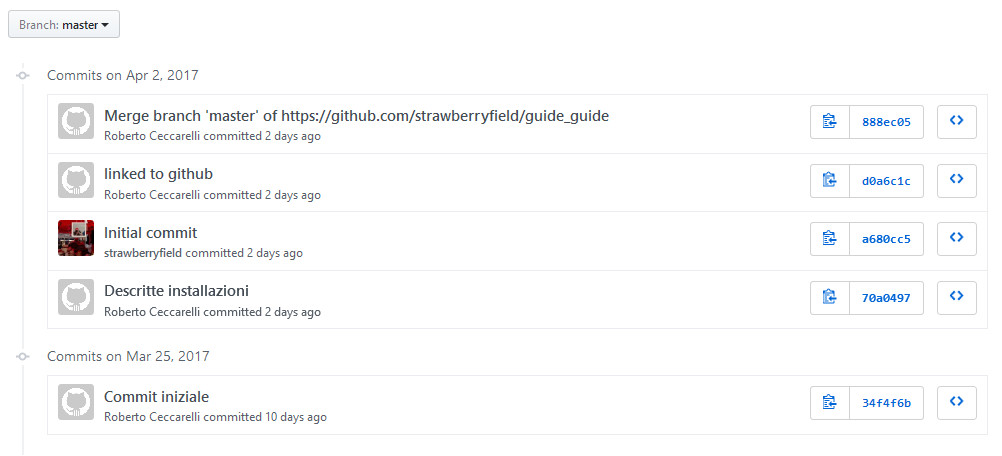 Branch: master
Commits on Apr 2, 2017
Merge branch 'master' of https://github.com/strawberryfield/guide_guide
Roberto Ceccarelli committed 2 days ago
888ec05
linked to github
Roberto Ceccarelli committed 2 days ago
d0a6c1c
Initial commit
strawberryfield committed 2 days ago
a680cc5
Descritte installazioni
Roberto Ceccarelli committed 2 days ago
70a0497
Commits on Mar 25, 2017
Commit iniziale
Roberto Ceccarelli committed 10 days ago
34f4f6b